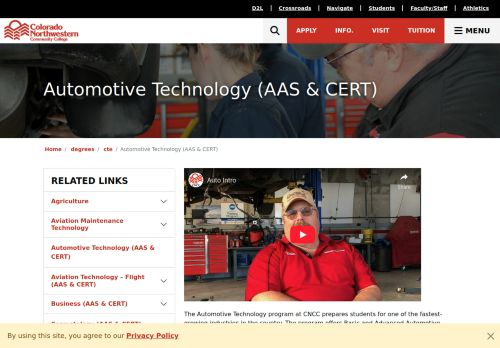 D2L | Crossroads | Navigate | Students | Faculty/Staff | Athletics
Colorado
Northwestern
Community College
APPLY INFO. VISIT TUITION MENU
Automotive Technology (AAS & CERT)
Home / degrees / cte / Automotive Technology (AAS & CERT)
RELATED LINKS
Agriculture
Aviation Maintenance
Technology
Automotive Technology (AAS &
CERT)
Aviation Technology – Flight
(AAS & CERT)
Business (AAS & CERT)
Auto Intro
Share
The Automotive Technology program at CNCC prepares students for one of the fastest-
growing industries in the country. The program offers Basic and Advanced Automotive
By using this site, you agree to our Privacy Policy